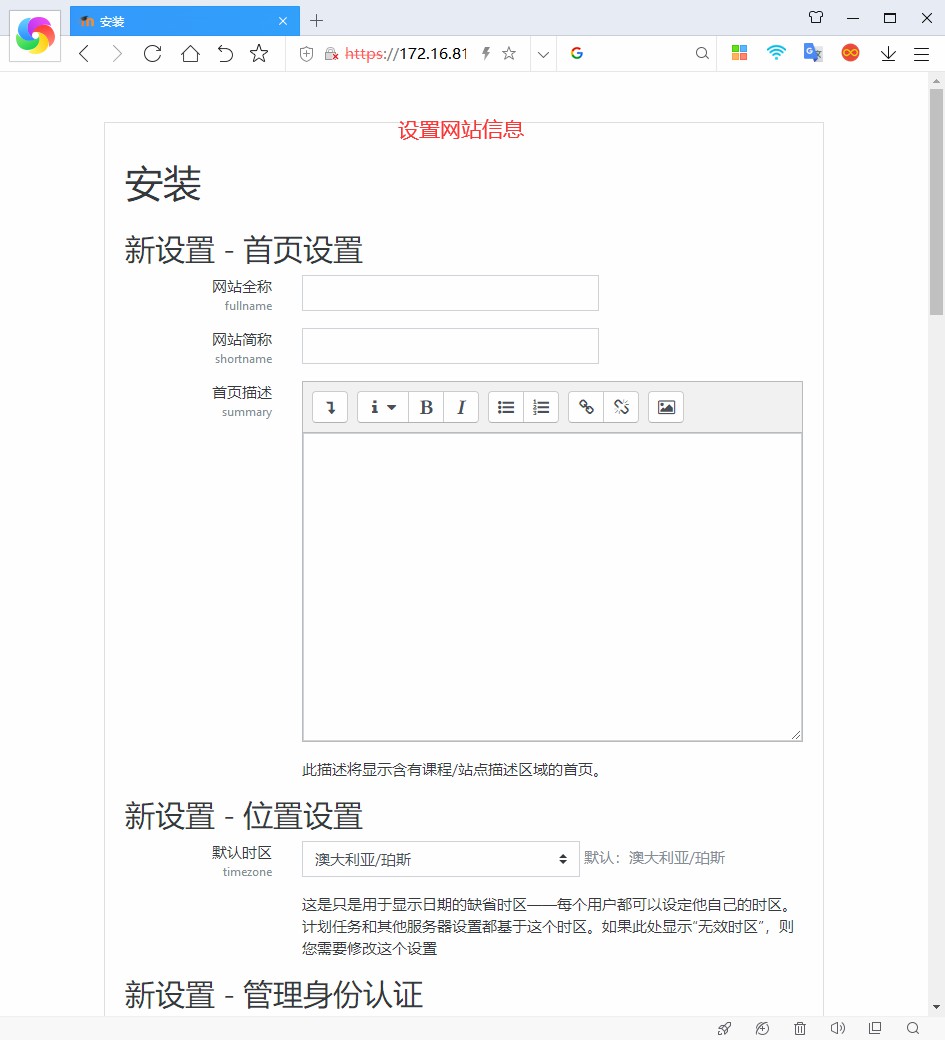 安装
https://172.16.81
设置网站信息
安装
新设置 - 首页设置
网站全称
fullname
网站简称
shortname
首页描述
summary
i
B
I
此描述将显示含有课程/站点描述区域的首页。
新设置 - 位置设置
默认时区
timezone
澳大利亚/珀斯
默认：澳大利亚/珀斯
这是只是用于显示日期的缺省时区——每个用户都可以设定他自己的时区。
计划任务和其他服务器设置都基于这个时区。如果此处显示“无效时区”，则
您需要修改这个设置
新设置 - 管理身份认证